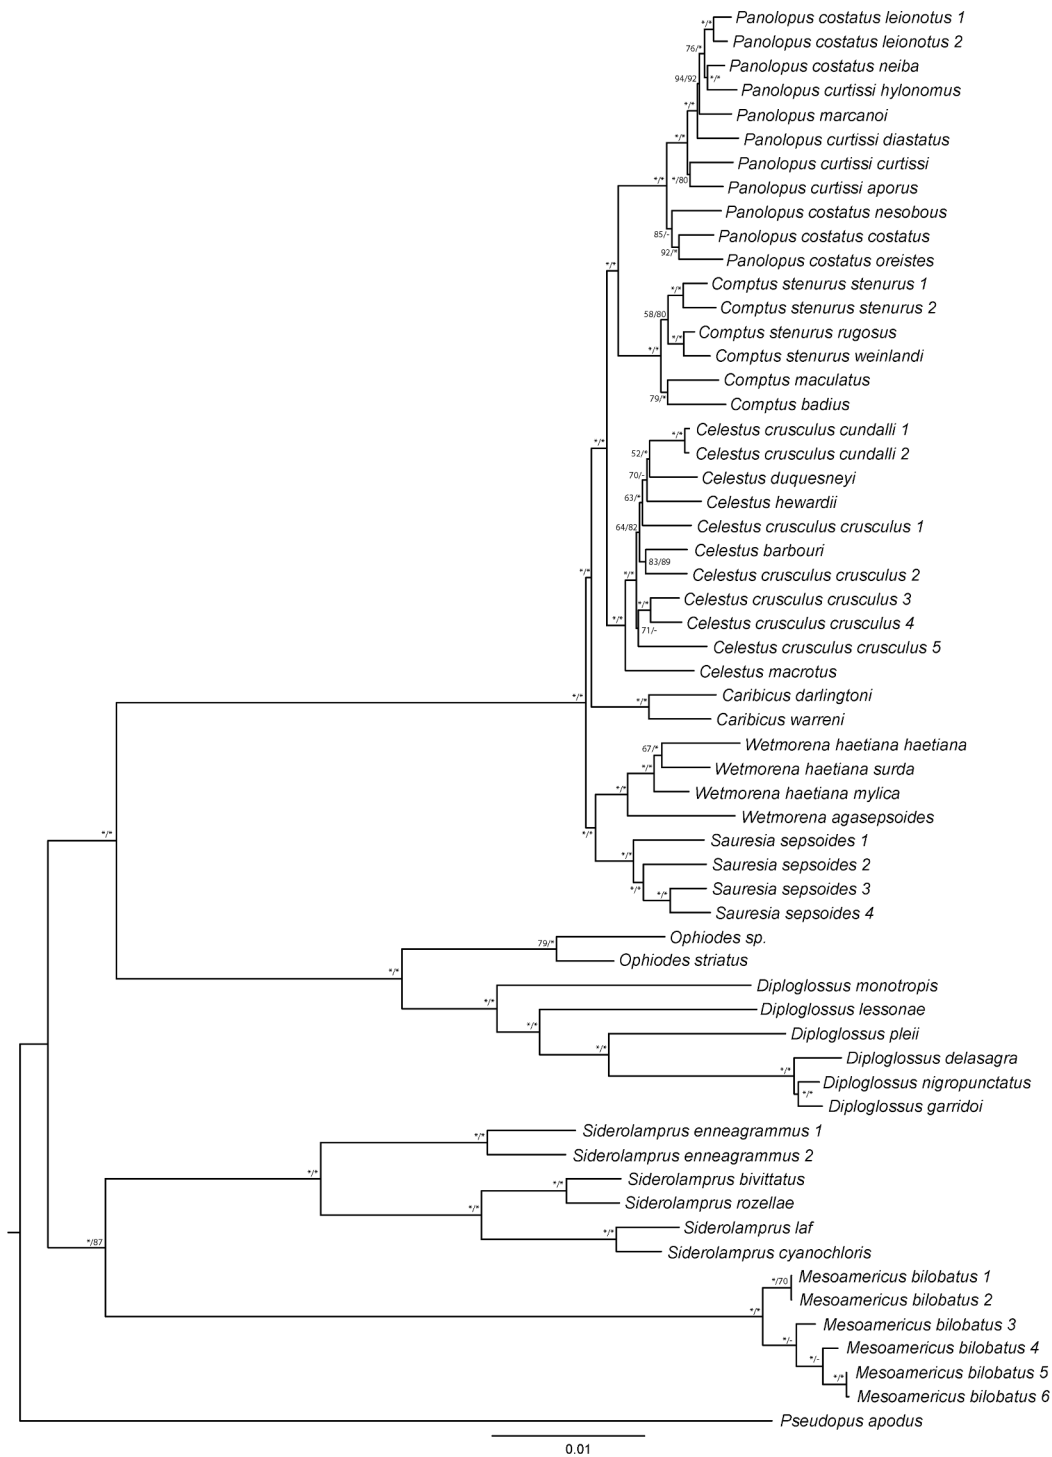 */*
Panolopus costatus leionotus 1
Panolopus costatus leionotus 2
76/*
Panolopus costatus neiba
*/*
94/92
Panolopus curtissi hylonomus
*/*
Panolopus marcanoi
*/*
Panolopus curtissi diastatus
Panolopus curtissi curtissi
*/*
*/80
Panolopus curtissi aporus
Panolopus costatus nesobous
85/-
Panolopus costatus costatus
92/*
Panolopus costatus oreistes
*/*
Comptus stenurus stenurus 1
*/*
Comptus stenurus stenurus 2
58/80
Comptus stenurus rugosus
*/*
*/*
Comptus stenurus weinlandi
Comptus maculatus
79/*
Comptus badius
Celestus crusculus cundalli 1
*/*
*/*
Celestus crusculus cundalli 2
52/*
Celestus duquesneyi
70/-
Celestus hewardii
63/*
Celestus crusculus crusculus 1
64/82
Celestus barbouri
83/89
*/*
*/*
Celestus crusculus crusculus 2
Celestus crusculus crusculus 3
*/*
*/*
Celestus crusculus crusculus 4
71/-
Celestus crusculus crusculus 5
Celestus macrotus
*/*
*/*
Caribicus darlingtoni
Caribicus warreni
Wetmorena haetiana haetiana
67/*
*/*
Wetmorena haetiana surda
*/*
Wetmorena haetiana mylica
Wetmorena agasepsoides
*/*
*/*
Sauresia sepsoides 1
*/*
Sauresia sepsoides 2
*/*
*/*
Sauresia sepsoides 3
Sauresia sepsoides 4
79/*
Ophiodes sp.
Ophiodes striatus
*/*
Diploglossus monotropis
*/*
Diploglossus lessonae
*/*
Diploglossus pleii
*/*
Diploglossus delasagra
*/*
Diploglossus nigropunctatus
*/*
Diploglossus garridoi
Siderolamprus enneagrammus 1
*/*
Siderolamprus enneagrammus 2
*/*
Siderolamprus bivittatus
*/*
Siderolamprus rozellae
*/*
Siderolamprus laf
*/*
*/87
Siderolamprus cyanochloris
Mesoamericus bilobatus 1
*/70
Mesoamericus bilobatus 2
*/*
Mesoamericus bilobatus 3
*/-
Mesoamericus bilobatus 4
*/-
Mesoamericus bilobatus 5
*/*
Mesoamericus bilobatus 6
Pseudopus apodus
0.01